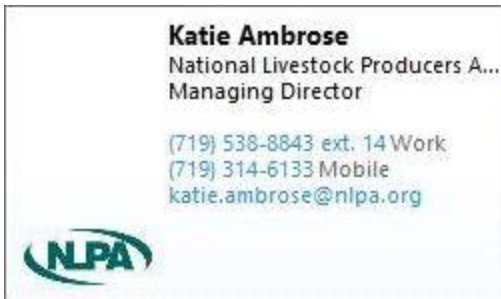 Katie Ambrose
National Livestock Producers A...
Managing Director
(719) 538-8843 ext. 14 Work
(719) 314-6133 Mobile
katie.ambrose@nlpa.org
NLPA